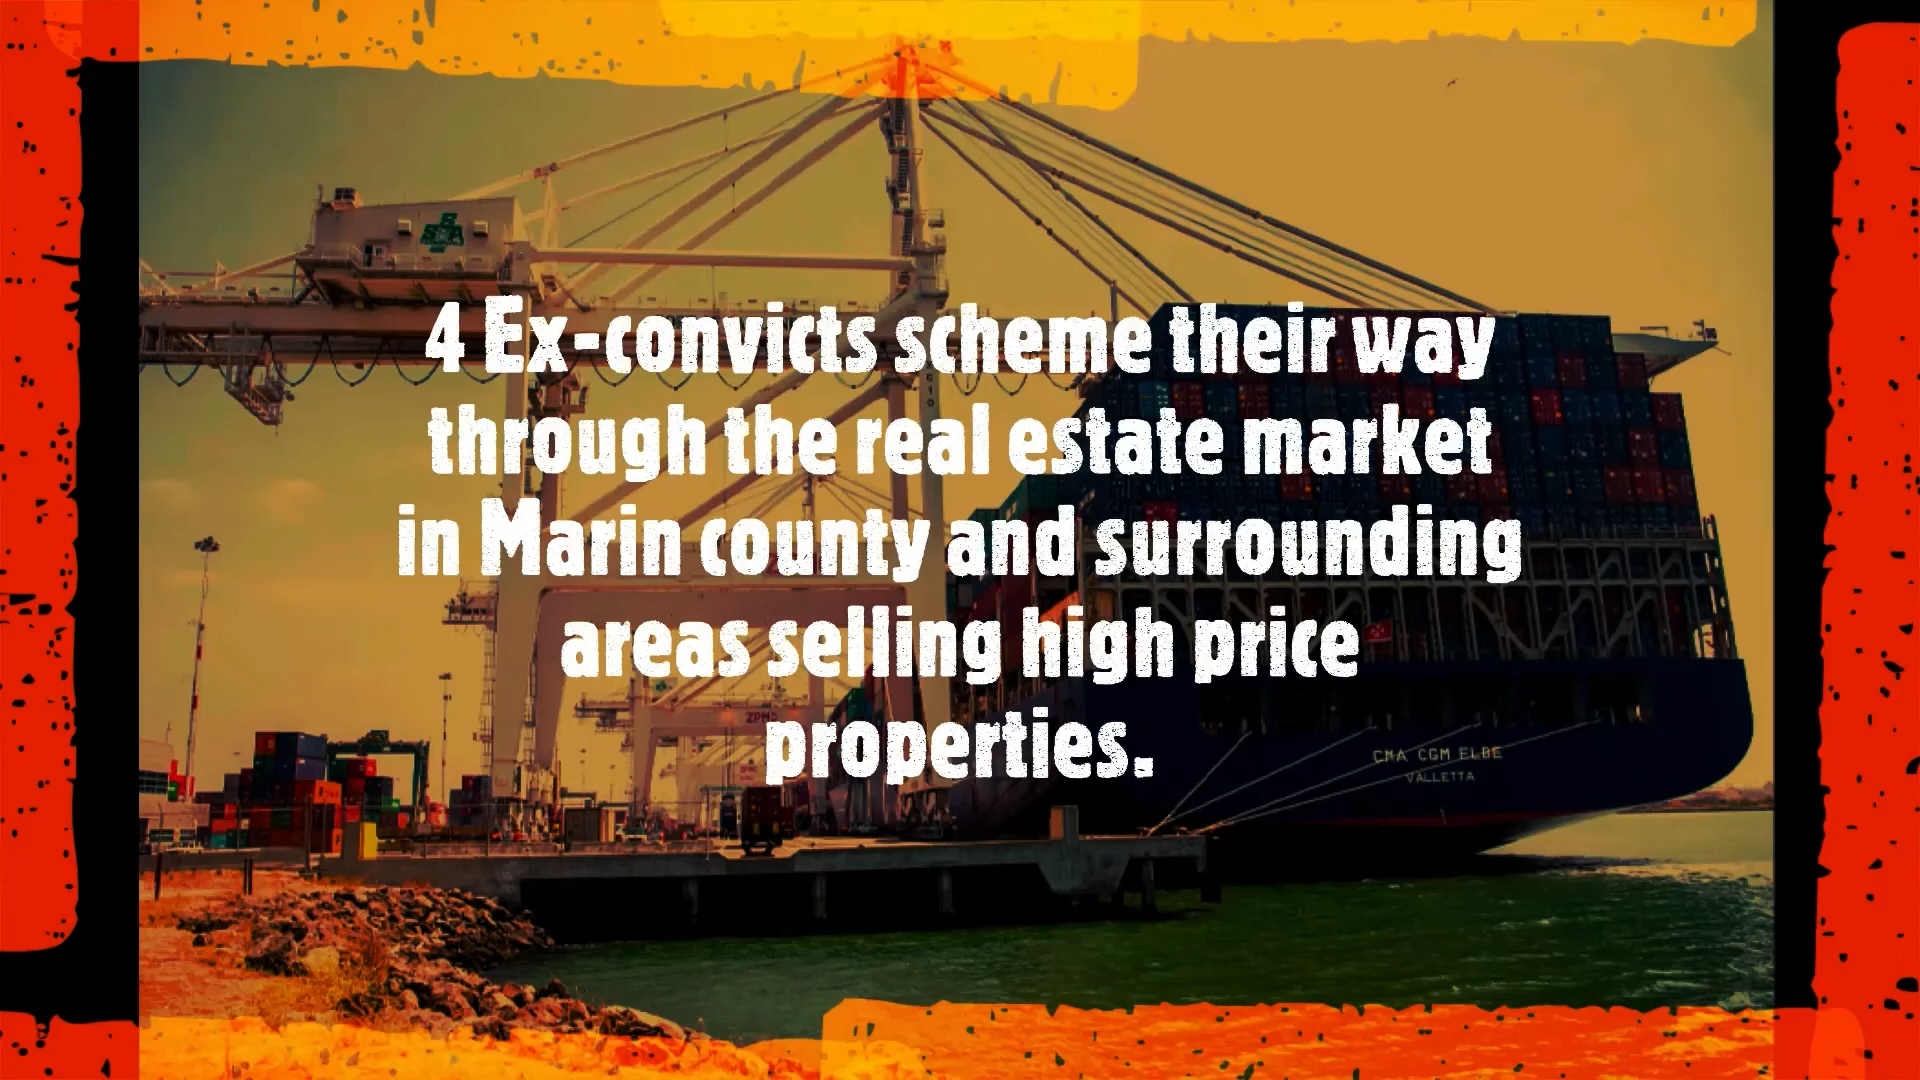 4 Ex-convicts scheme their way
through the real estate market
in Marin county and surrounding
areas selling high price
properties.
CMA CGM ELBE
VALLETTA